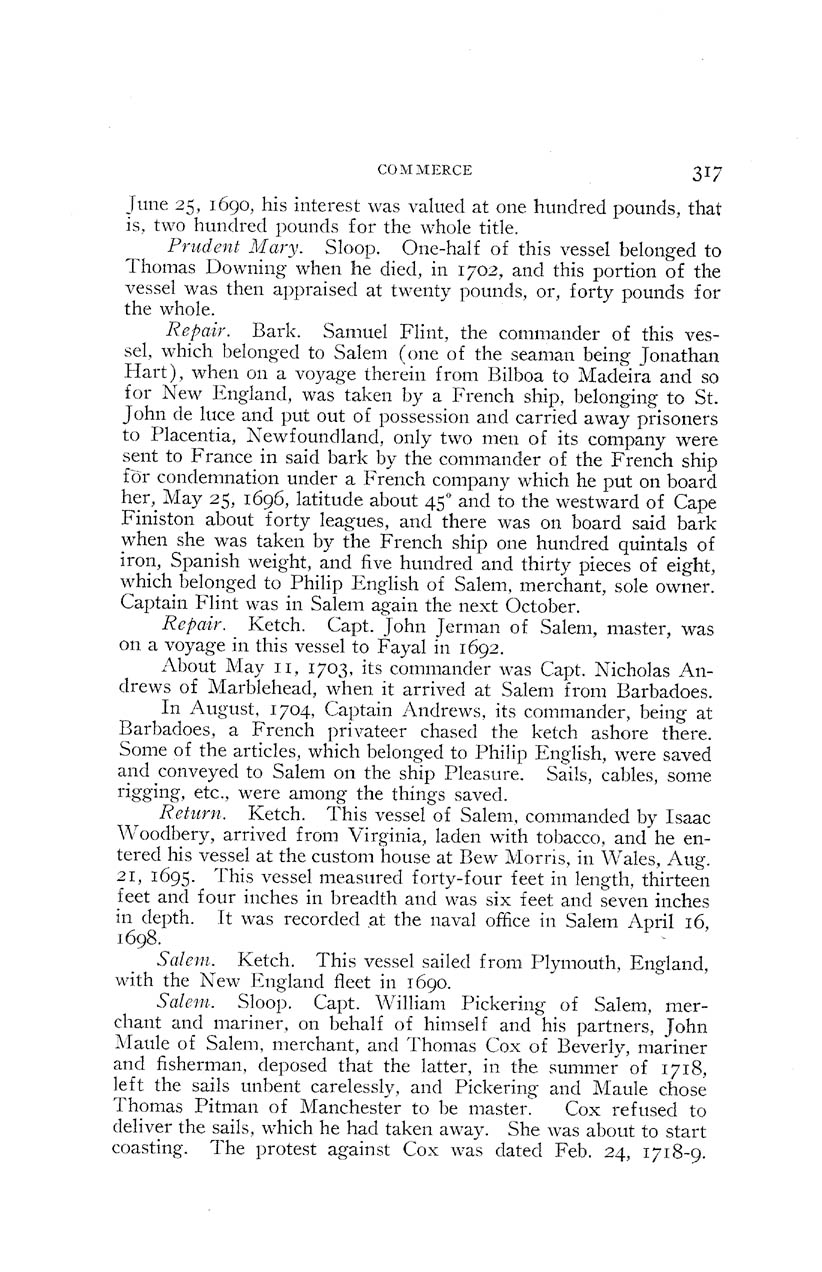 COMMERCE 317
June 25, 1690, his interest was valued at one hundred pounds, that
is, two hundred pounds for the whole title.
Prudent Mary. Sloop. One-half of this vessel belonged to
Thomas Downing when he died, in 1702, and this portion of the
vessel was then appraised at twenty pounds, or, forty pounds for
the whole.
Repair. Bark. Samuel Flint, the commander of this ves-
sel, which belonged to Salem (one of the seaman being Jonathan
Hart), when on a voyage therein from Bilboa to Madeira and so
for New England, was taken by a French ship, belonging to St.
John de luce and put out of possession and carried away prisoners
to Placentia, Newfoundland, only two men of its company were
sent to France in said bark by the commander of the French ship
for condemnation under a French company which he put on board
her, May 25, 1696, latitude about 45° and to the westward of Cape
Finiston about forty leagues, and there was on board said bark
when she was taken by the French ship one hundred quintals of
iron, Spanish weight, and five hundred and thirty pieces of eight,
which belonged to Philip English of Salem, merchant, sole owner.
Captain Flint was in Salem again the next October.
Repair. Ketch. Capt. John Jerman of Salem, master, was
on a voyage in this vessel to Fayal in 1692.
About May 11, 1703, its commander was Capt. Nicholas An-
drews of Marblehead, when it arrived at Salem from Barbadoes.
In August, 1704, Captain Andrews, its commander, being at
Barbadoes, a French privateer chased the ketch ashore there.
Some of the articles, which belonged to Philip English, were saved
and conveyed to Salem on the ship Pleasure. Sails, cables, some
rigging, etc., were among the things saved.
Return. Ketch. This vessel of Salem, commanded by Isaac
Woodbery, arrived from Virginia, laden with tobacco, and he en-
tered his vessel at the custom house at Bew Morris, in Wales, Aug.
21, 1695. This vessel measured forty-four feet in length, thirteen
feet and four inches in breadth and was six feet and seven inches
in depth. It was recorded at the naval office in Salem April 16,
1698.
Salem. Ketch. This vessel sailed from Plymouth, England,
with the New England fleet in 1690.
Salem. Sloop. Capt. William Pickering of Salem, mer-
chant and mariner, on behalf of himself and his partners, John
Maule of Salem, merchant, and Thomas Cox of Beverly, mariner
and fisherman, deposed that the latter, in the summer of 1718,
left the sails unbent carelessly, and Pickering and Maule chose
Thomas Pitman of Manchester to be master. Cox refused to
deliver the sails, which he had taken away. She was about to start
coasting. The protest against Cox was dated Feb. 24, 1718-9.